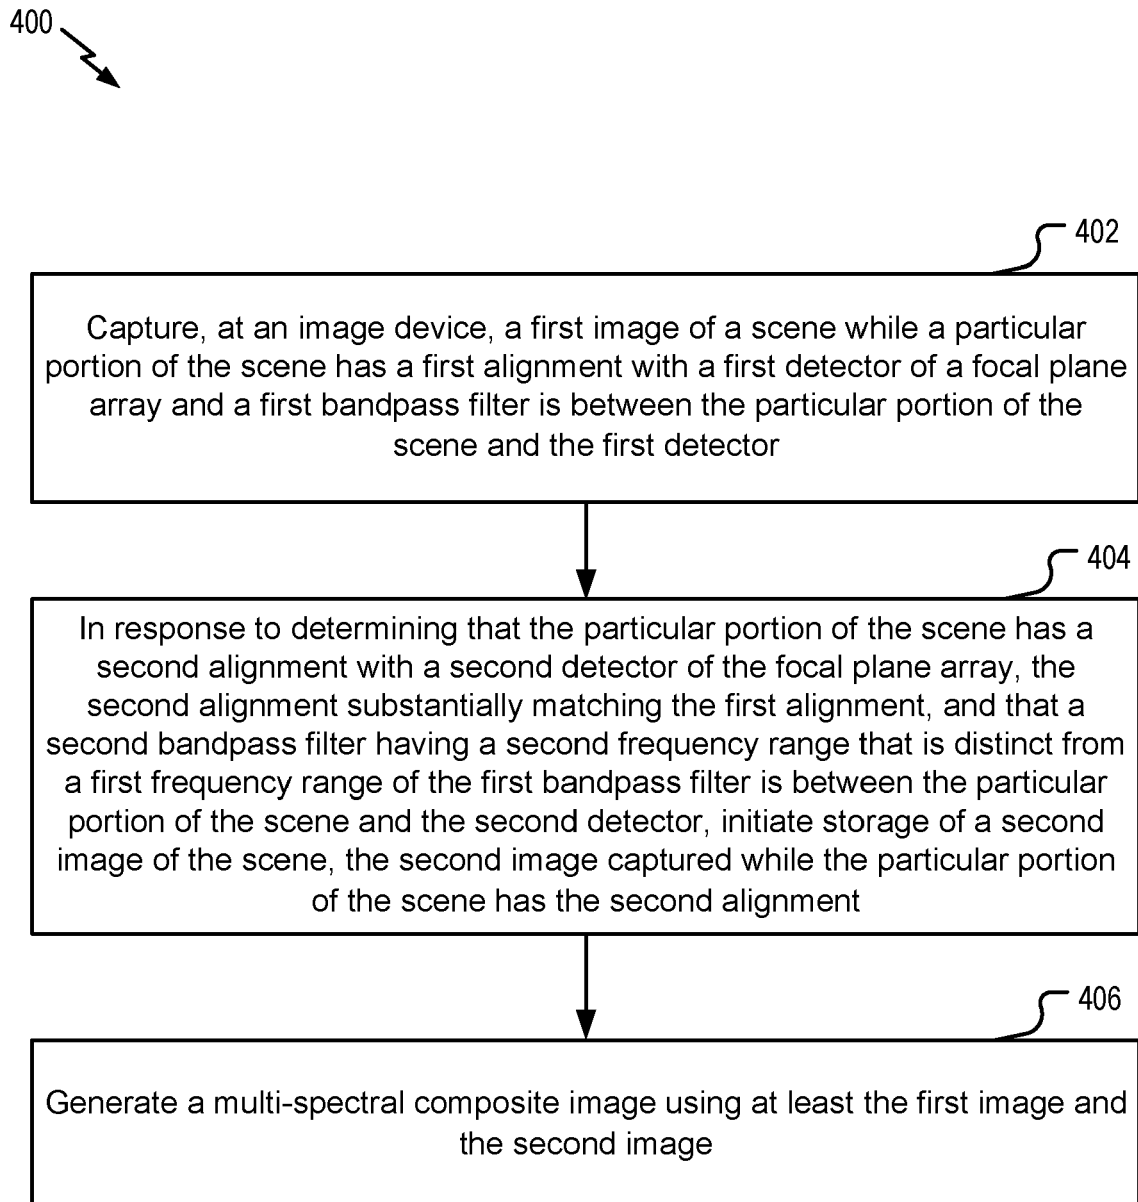 400
402
Capture, at an image device, a first image of a scene while a particular
portion of the scene has a first alignment with a first detector of a focal plane
array and a first bandpass filter is between the particular portion of the
scene and the first detector
404
In response to determining that the particular portion of the scene has a
second alignment with a second detector of the focal plane array, the
second alignment substantially matching the first alignment, and that a
second bandpass filter having a second frequency range that is distinct from
a first frequency range of the first bandpass filter is between the particular
portion of the scene and the second detector, initiate storage of a second
image of the scene, the second image captured while the particular portion
of the scene has the second alignment
406
Generate a multi-spectral composite image using at least the first image and
the second image